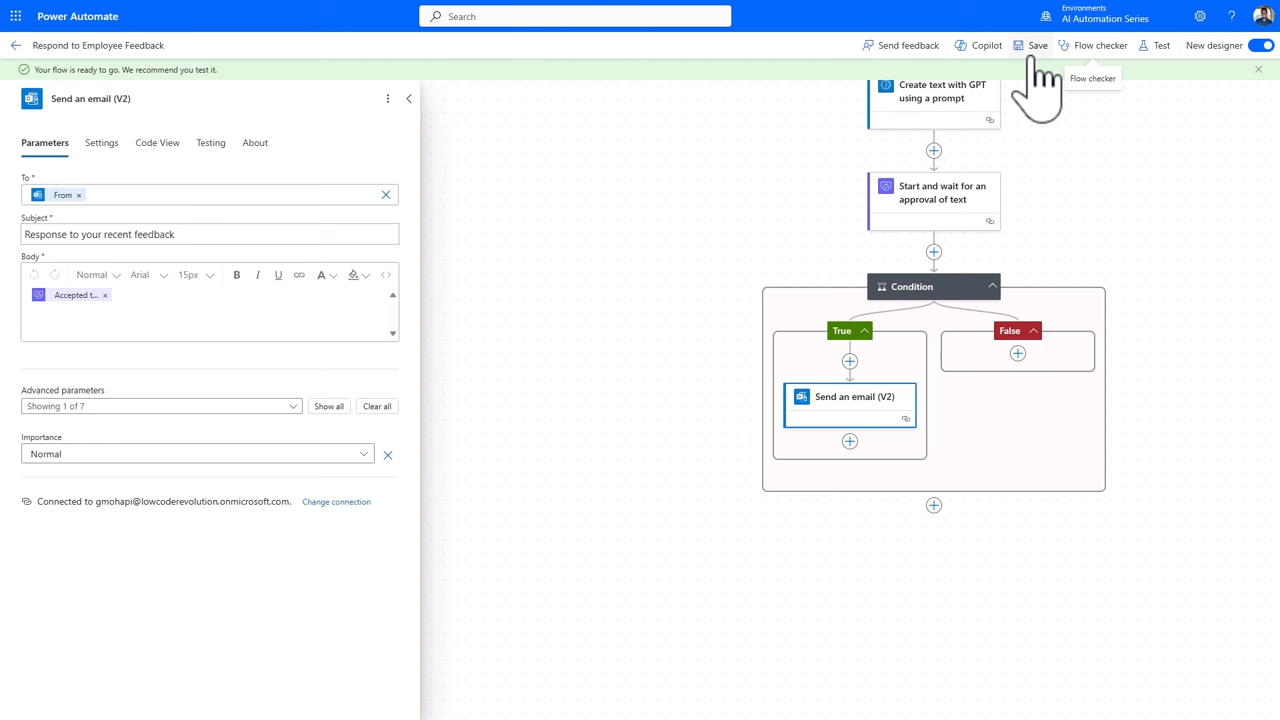 Power Automate
Search
Environments
AI Automation Series
Respond to Employee Feedback
Send feedback
Copilot
Save
Flow checker
Test
New designer
Your flow is ready to go. We recommend you test it.
Flow checker
Send an email (V2)
Parameters
Settings
Code View
Testing
About
To *
From ×
Subject *
Response to your recent feedback
Body *
Normal
Arial
15px
B
I
U
A
Accepted t... ×
Advanced parameters
Showing 1 of 7
Show all
Clear all
Importance
Normal
Connected to gmohapi@lowcoderevolution.onmicrosoft.com.
Change connection
Create text with GPT
using a prompt
Start and wait for an
approval of text
Condition
True
False
Send an email (V2)